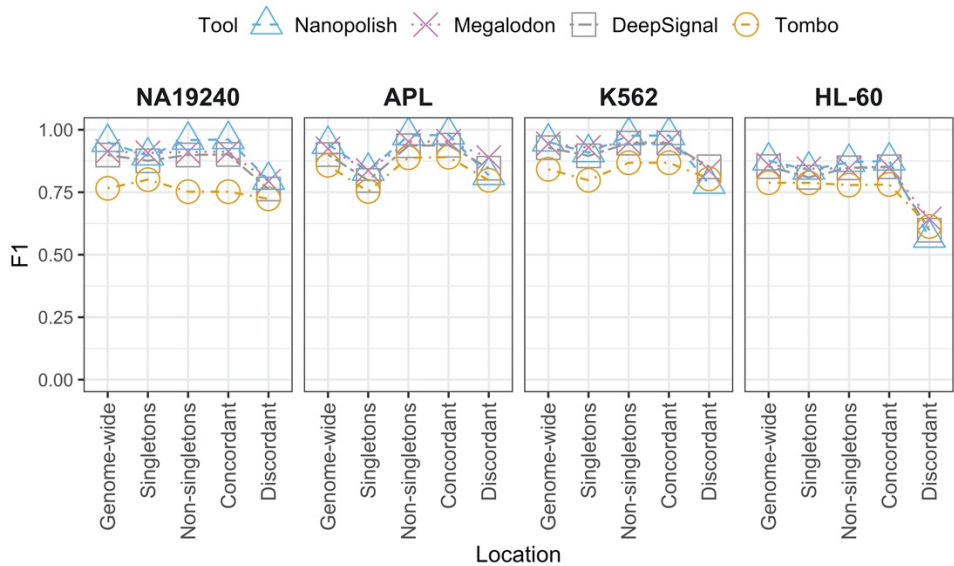 Tool Nanopolish Megalodon DeepSignal Tombo
NA19240 APL K562 HL-60
1.00
0.75
0.50
0.25
0.00
F1
Genome-wide Singletons Non-singletons Concordant Discordant Genome-wide Singletons Non-singletons Concordant Discordant Genome-wide Singletons Non-singletons Concordant Discordant Genome-wide Singletons Non-singletons Concordant Discordant
Location